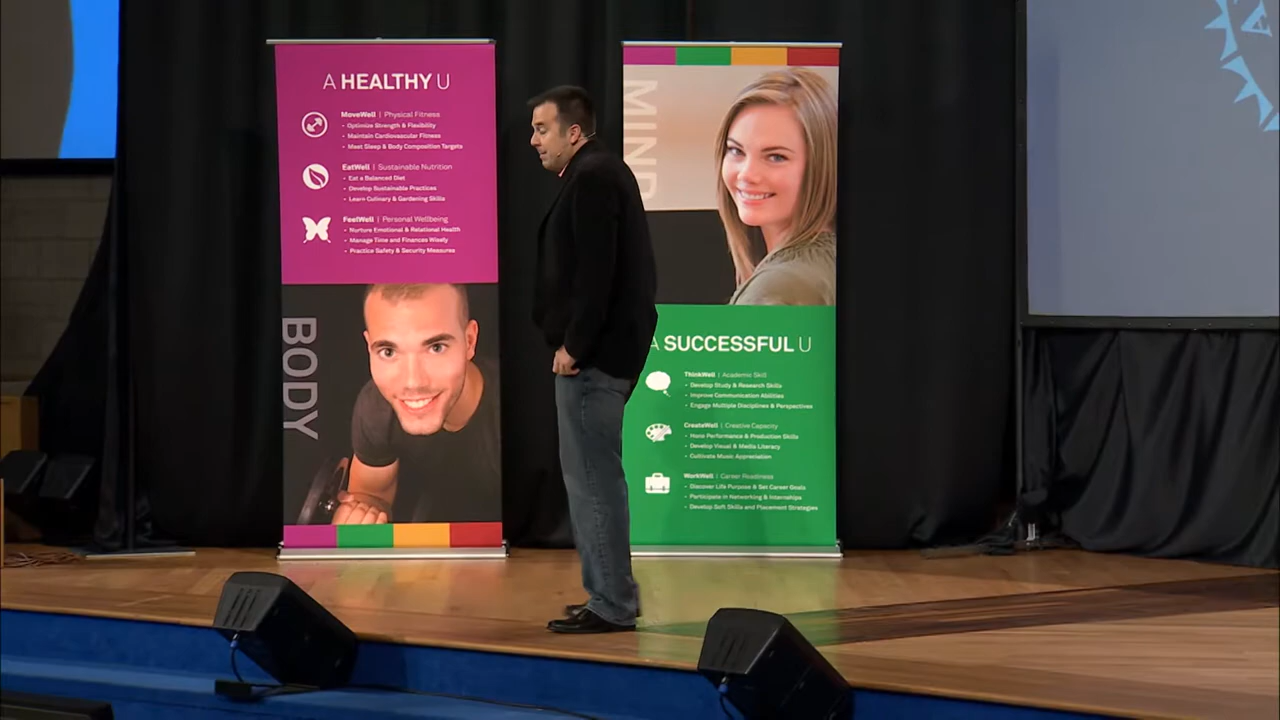 A HEALTHY U
MoveWell | Physical Fitness
• Optimize Strength & Flexibility
• Maintain Cardiovascular Fitness
• Meet Sleep & Body Composition Targets
EatWell | Sustainable Nutrition
• Eat a Balanced Diet
• Develop Sustainable Practices
• Learn Culinary & Gardening Skills
FeelWell | Personal Wellbeing
• Nurture Emotional & Relational Health
• Manage Time and Finances Wisely
• Practice Safety & Security Measures
BODY
MIND
A SUCCESSFUL U
ThinkWell | Academic Skill
• Develop Study & Research Skills
• Improve Communication Abilities
• Engage Multiple Disciplines & Perspectives
CreateWell | Creative Capacity
• Hone Performance & Production Skills
• Develop Visual & Media Literacy
• Cultivate Music Appreciation
WorkWell | Career Readiness
• Discover Life Purpose & Set Career Goals
• Participate in Networking & Internships
• Develop Soft Skills and Placement Strategies